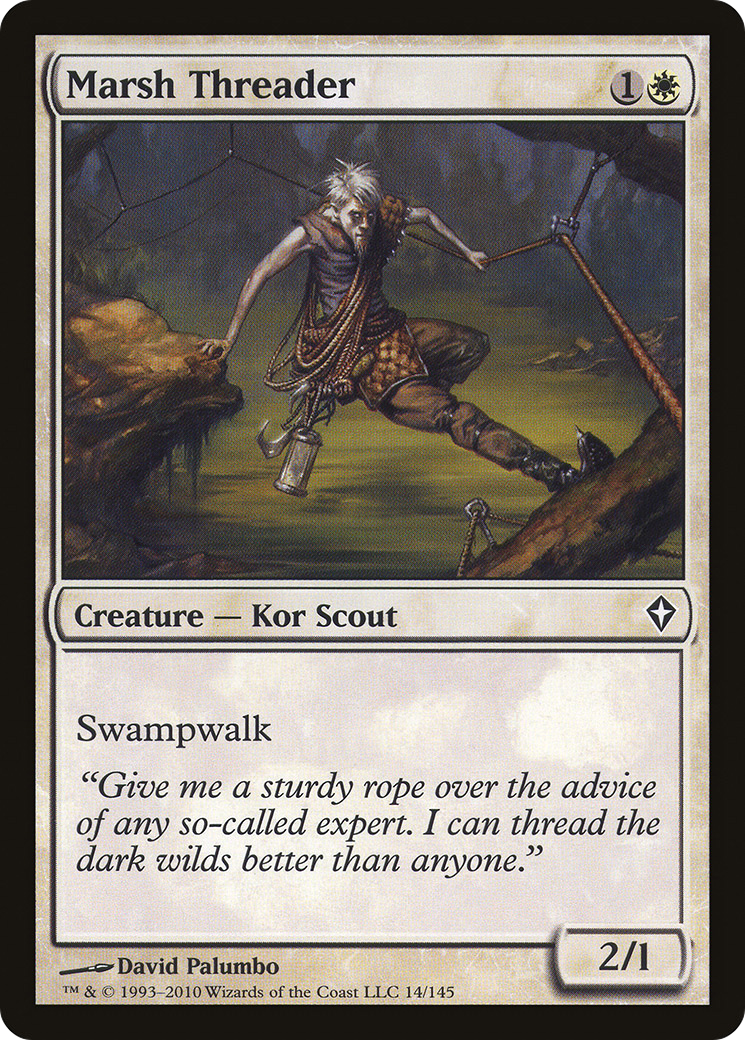 Marsh Threader 1
Creature — Kor Scout
Swampwalk
“Give me a sturdy rope over the advice
of any so-called expert. I can thread the
dark wilds better than anyone.”
2/1
David Palumbo
™ & © 1993–2010 Wizards of the Coast LLC 14/145